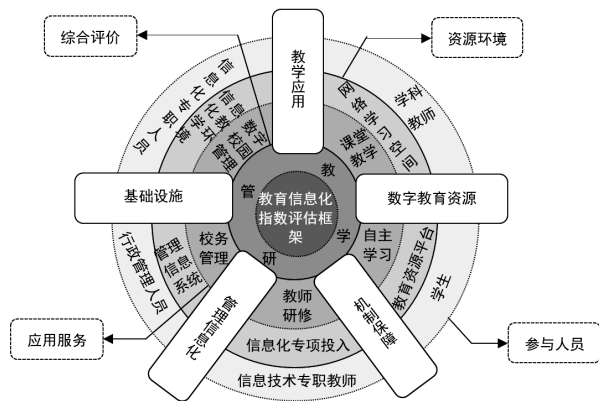 综合评价
资源环境
教学应用
信息化专职人员
信息化教学环境
数字校园管理
网络学习空间
学科教师
课堂教学
管
教
基础设施
教育信息化
指数评估框
架
数字教育资源
研
学
校务
管理
自主
学习
管理信息系统
行政管理人员
教育资源平台
学生
教师
研修
管理信息化
机制保障
应用服务
参与人员
信息化专项投入
信息技术专职教师